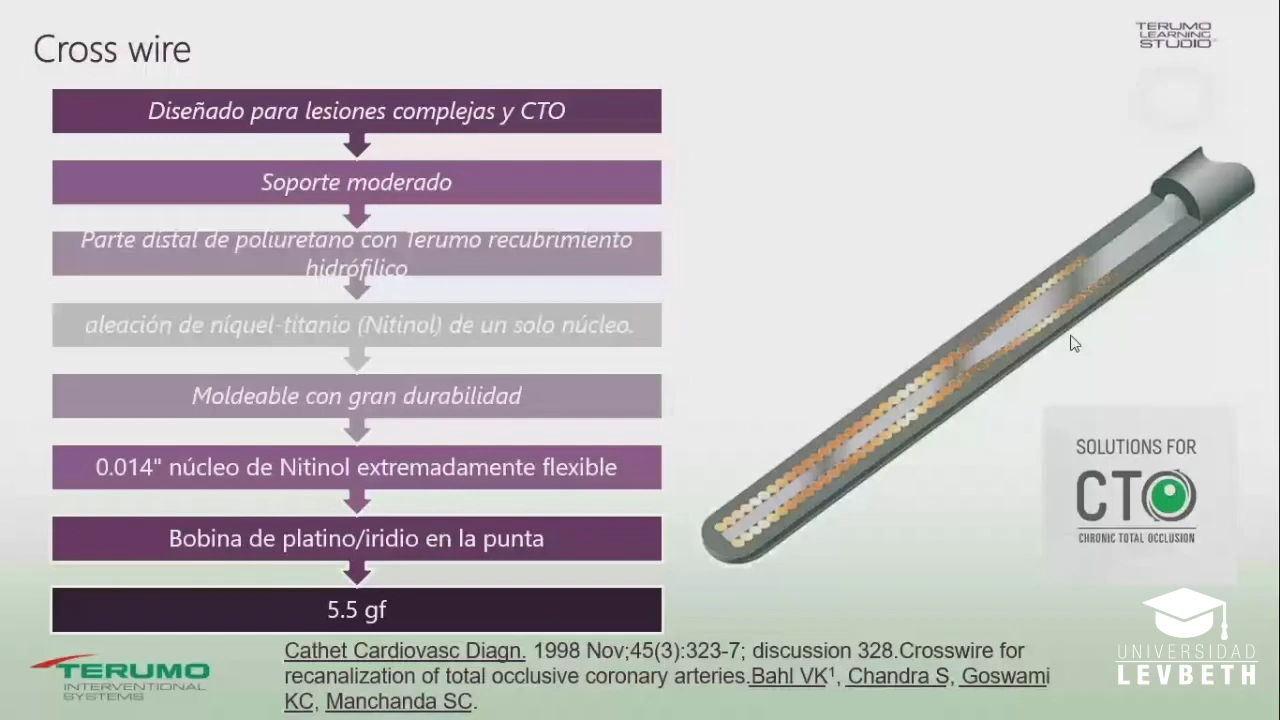 Cross wire
TERUMO
LEARNING
STUDIO
Diseñado para lesiones complejas y CTO
Soporte moderado
Parte distal de poliuretano con Terumo recubrimiento
hidrófilico
aleación de níquel-titanio (Nitinol) de un solo núcleo.
Moldeable con gran durabilidad
0.014" núcleo de Nitinol extremadamente flexible
Bobina de platino/iridio en la punta
5.5 gf
SOLUTIONS FOR
CTO
CHRONIC TOTAL OCCLUSION
TERUMO
INTERVENTIONAL
SYSTEMS
Cathet Cardiovasc Diagn. 1998 Nov;45(3):323-7; discussion 328.Crosswire for
recanalization of total occlusive coronary arteries.Bahl VK¹, Chandra S, Goswami
KC, Manchanda SC.
UNIVERSIDAD
LEVBETH